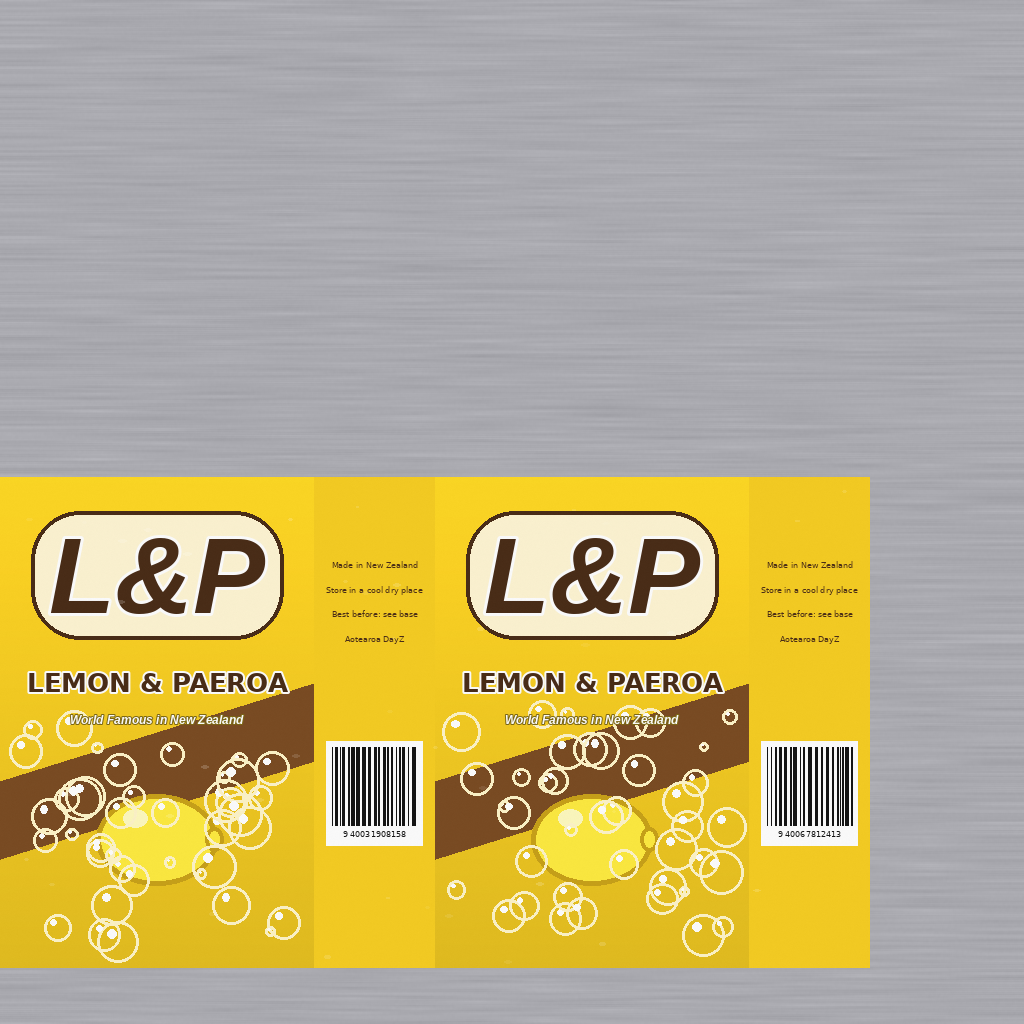 L&P
LEMON & PAEROA
World Famous in New Zealand
Made in New Zealand
Store in a cool dry place
Best before: see base
Aotearoa DayZ
9 40031908158
L&P
LEMON & PAEROA
World Famous in New Zealand
Made in New Zealand
Store in a cool dry place
Best before: see base
Aotearoa DayZ
9 40067812413